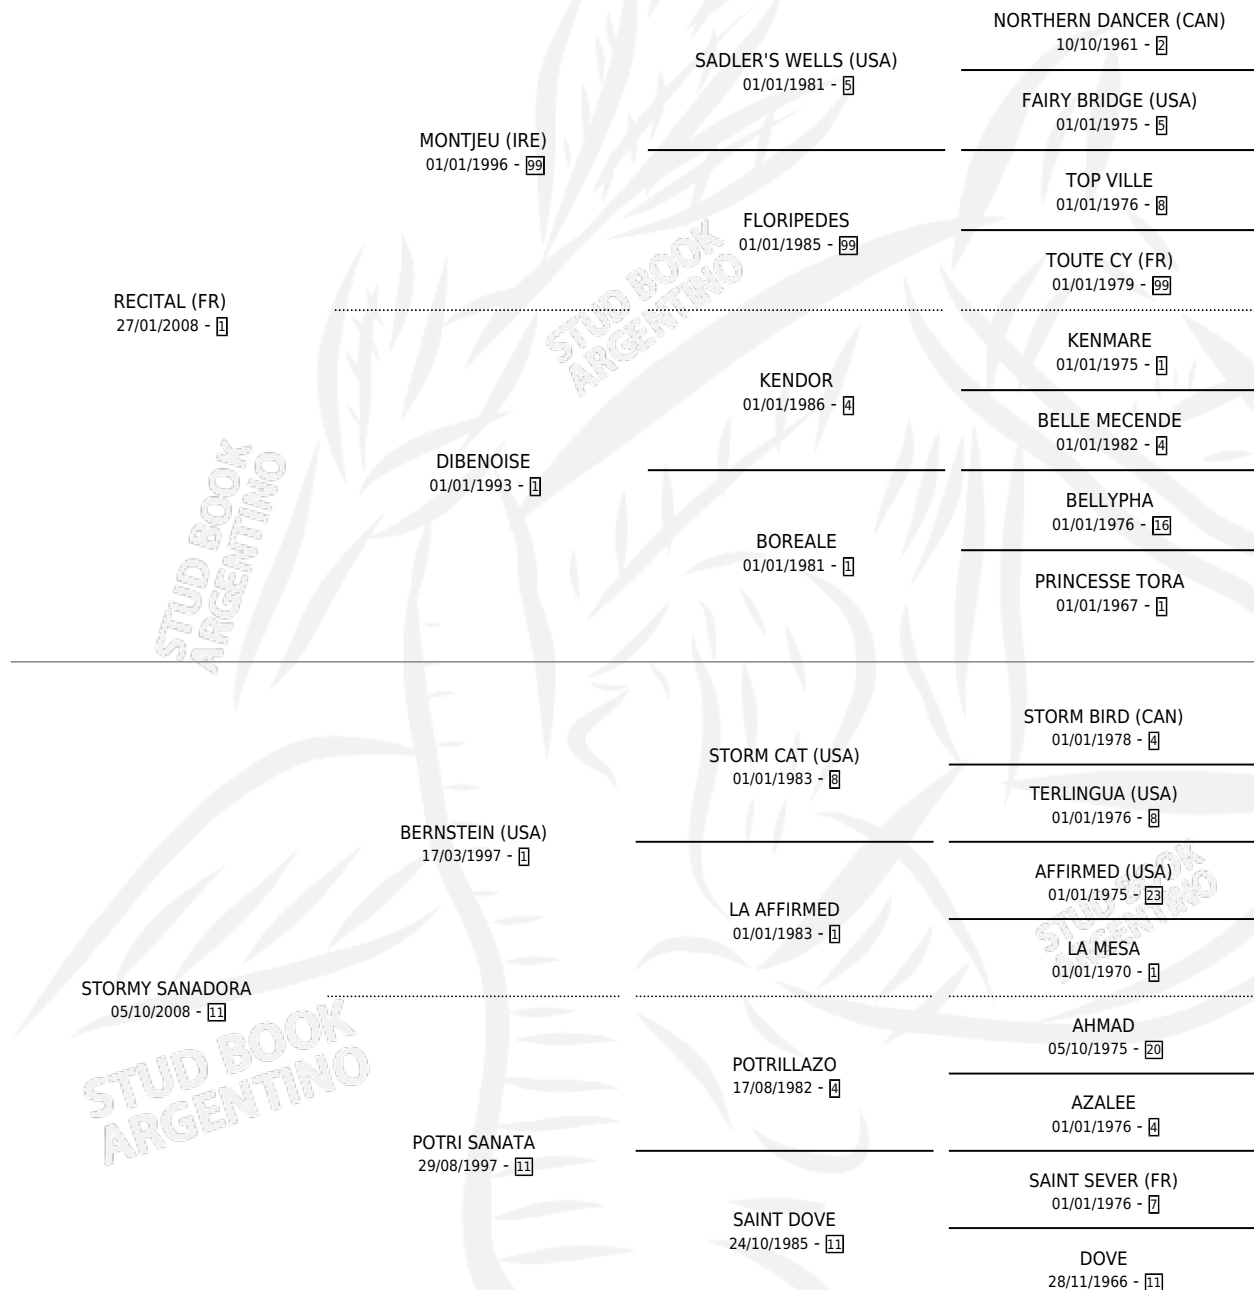 NORTHERN DANCER (CAN)
10/10/1961 - 2
SADLER'S WELLS (USA)
01/01/1981 - 5
FAIRY BRIDGE (USA)
01/01/1975 - 5
MONTJEU (IRE)
01/01/1996 - 99
TOP VILLE
01/01/1976 - 8
FLORIPEDES
01/01/1985 - 99
TOUTE CY (FR)
01/01/1979 - 99
RECITAL (FR)
27/01/2008 - 1
KENMARE
01/01/1975 - 1
KENDOR
01/01/1986 - 4
BELLE MECENDE
01/01/1982 - 4
DIBENOISE
01/01/1993 - 1
BELLYPHA
01/01/1976 - 16
BOREALE
01/01/1981 - 1
PRINCESSE TORA
01/01/1967 - 1
STORM BIRD (CAN)
01/01/1978 - 4
STORM CAT (USA)
01/01/1983 - 8
TERLINGUA (USA)
01/01/1976 - 8
BERNSTEIN (USA)
17/03/1997 - 1
AFFIRMED (USA)
01/01/1975 - 23
LA AFFIRMED
01/01/1983 - 1
LA MESA
01/01/1970 - 1
STORMY SANADORA
05/10/2008 - 11
AHMAD
05/10/1975 - 20
POTRILLAZO
17/08/1982 - 4
AZALEE
01/01/1976 - 4
POTRI SANATA
29/08/1997 - 11
SAINT SEVER (FR)
01/01/1976 - 7
SAINT DOVE
24/10/1985 - 11
DOVE
28/11/1966 - 11
STUD BOOK
ARGENTINO
STUD BOOK
ARGENTINO
STUD BOOK
ARGENTINO
STUD BOOK
ARGENTINO